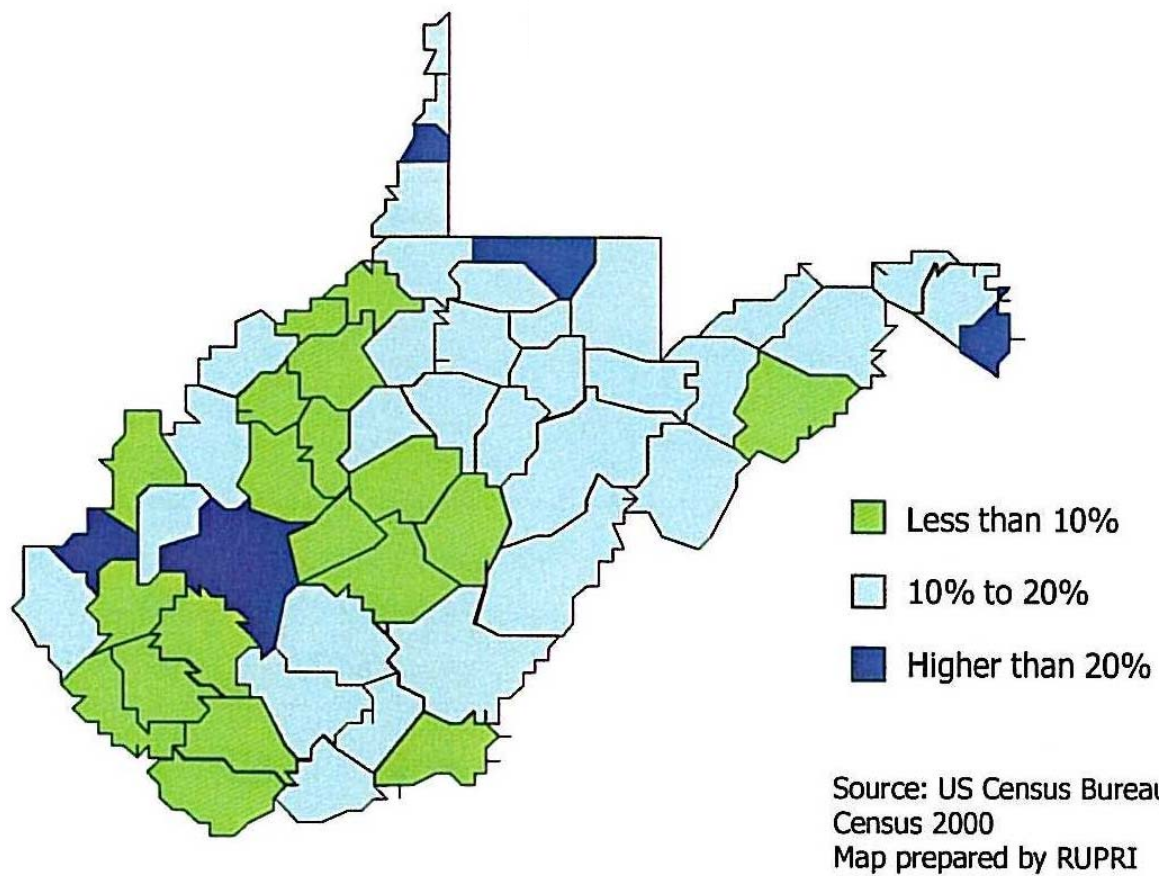 Less than 10%
10% to 20%
Higher than 20%
Source: US Census Bureau
Census 2000
Map prepared by RUPRI